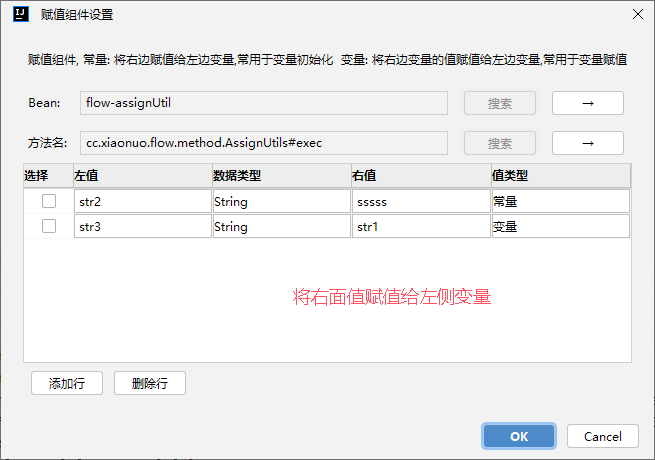 IJ 赋值组件设置
赋值组件, 常量: 将右边赋值给左边变量,常用于变量初始化 变量: 将右边变量的值赋值给左边变量,常用于变量赋值
Bean: flow-assignUtil 搜索 →
方法名: cc.xiaonuo.flow.method.AssignUtils#exec 搜索 →
选择 左值 数据类型 右值 值类型
str2 String sssss 常量
str3 String str1 变量
将右面值赋值给左侧变量
添加行 删除行
OK Cancel